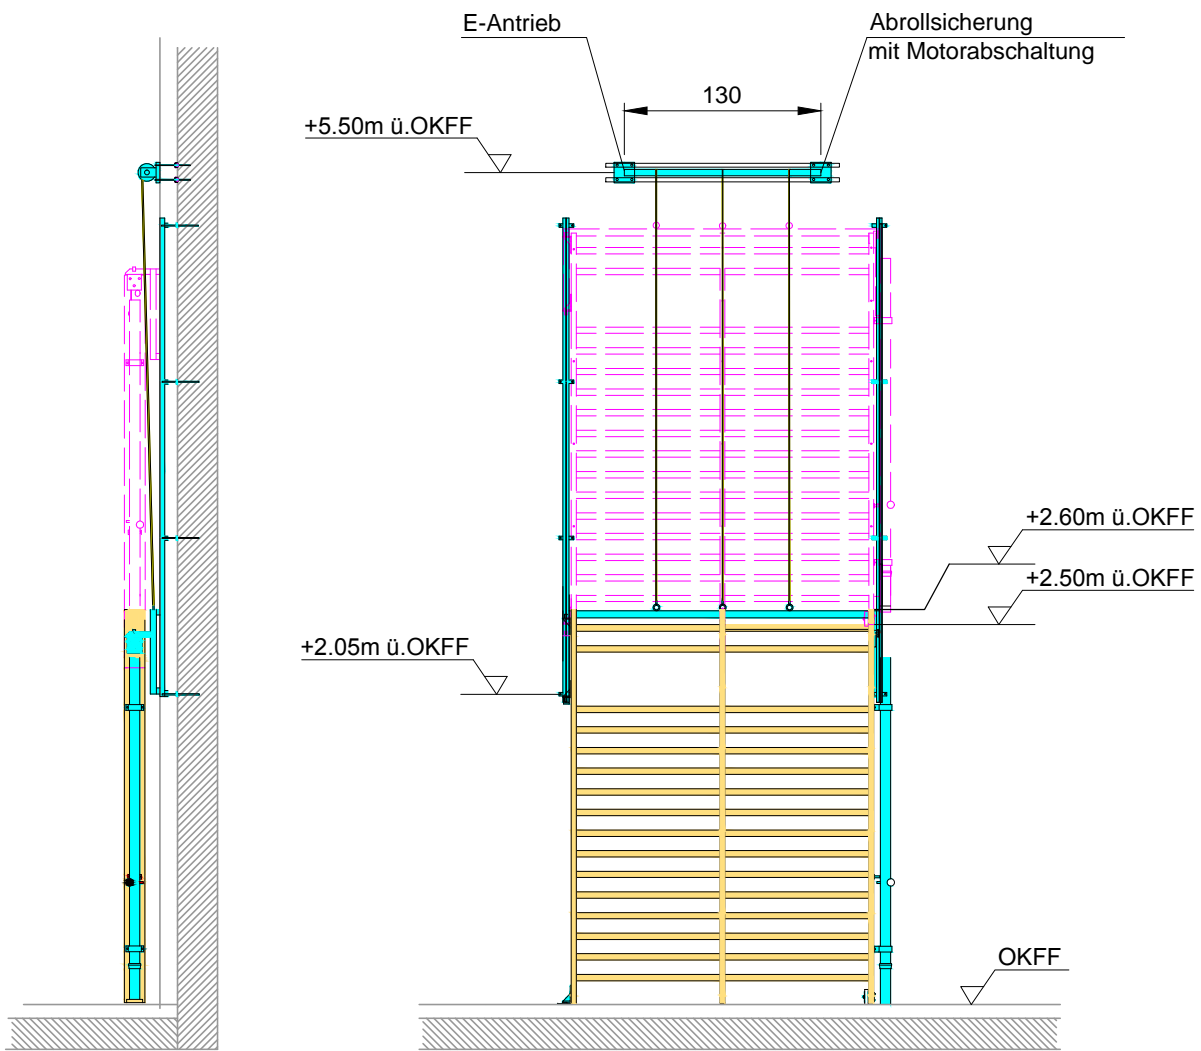 E-Antrieb
Abrollsicherung
mit Motorabschaltung
130
+5.50m ü.OKFF
+2.60m ü.OKFF
+2.50m ü.OKFF
+2.05m ü.OKFF
OKFF